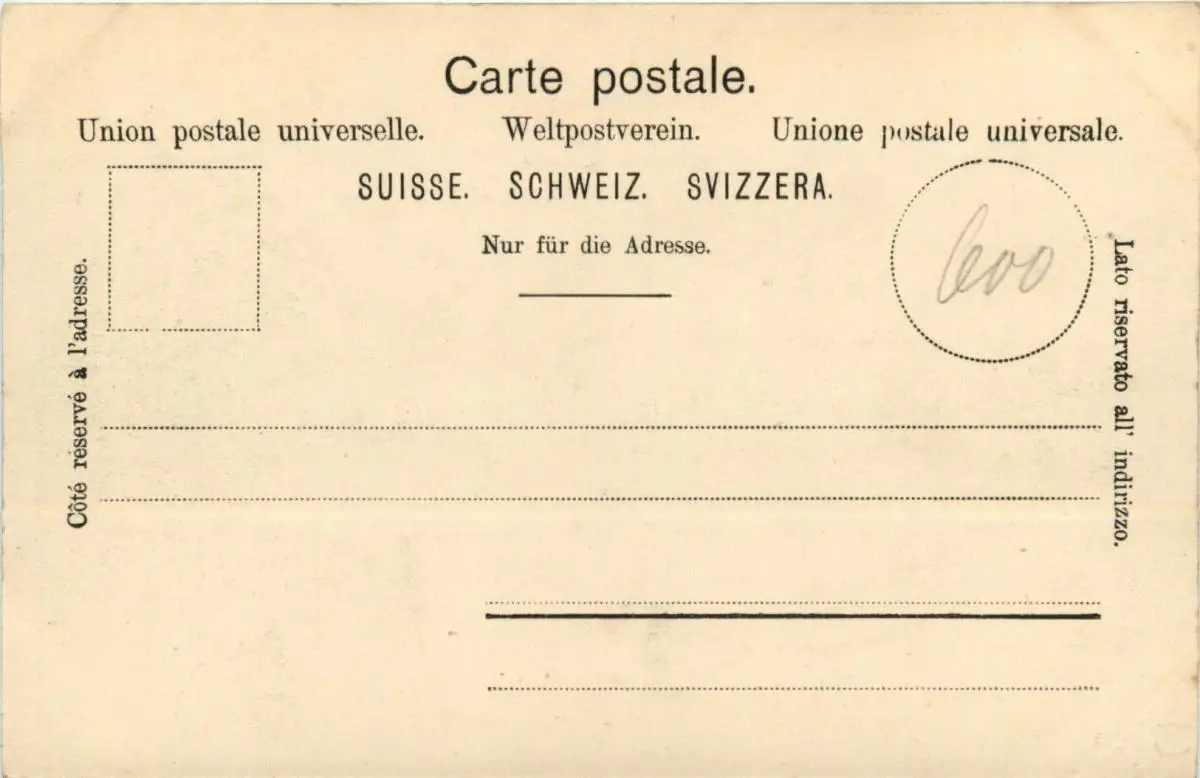 Carte postale.
Union postale universelle. Weltpostverein. Unione postale universale.
SUISSE. SCHWEIZ. SVIZZERA.
Nur für die Adresse.
600
Côté réservé à l'adresse.
Lato riservato all' indirizzo.